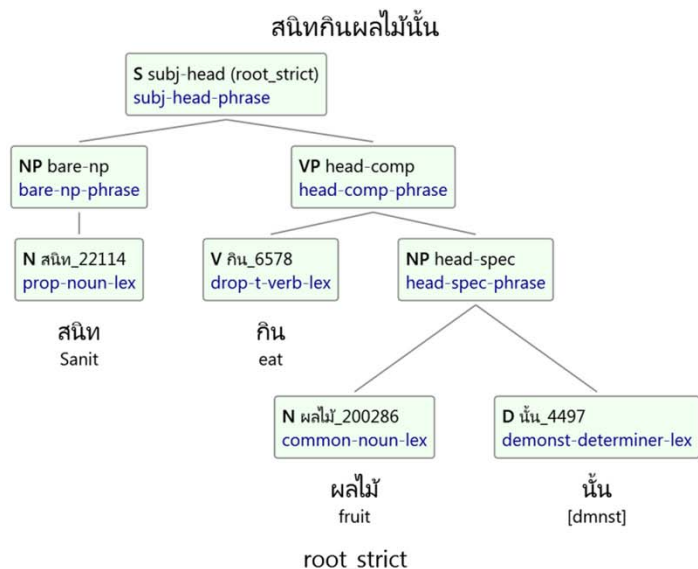 สนิทกินผลไม้นั้น
S subj-head (root_strict)
subj-head-phrase
NP bare-np
bare-np-phrase
VP head-comp
head-comp-phrase
N สนิท_22114
prop-noun-lex
V กิน_6578
drop-t-verb-lex
NP head-spec
head-spec-phrase
สนิท
Sanit
กิน
eat
N ผลไม้_200286
common-noun-lex
D นั้น_4497
demonst-determiner-lex
ผลไม้
fruit
นั้น
[dmnst]
root strict